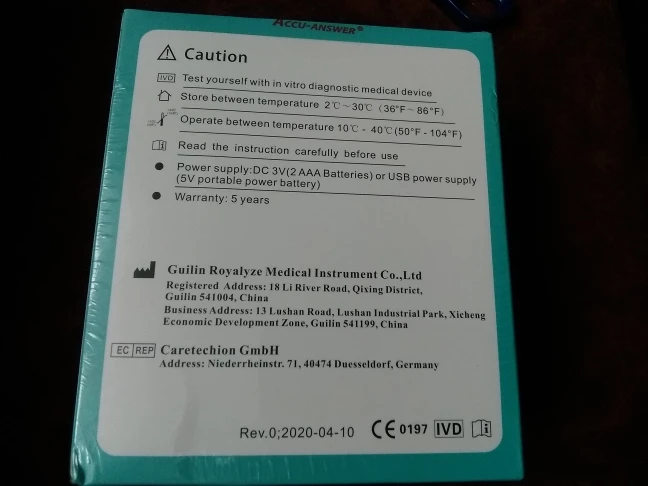 ACCU-ANSWER®
Caution
IVD Test yourself with in vitro diagnostic medical device
Store between temperature 2℃~30℃ (36°F~86°F)
Operate between temperature 10℃ - 40℃(50°F - 104°F)
Read the instruction carefully before use
Power supply:DC 3V(2 AAA Batteries) or USB power supply
(5V portable power battery)
Warranty: 5 years
Guilin Royalyze Medical Instrument Co.,Ltd
Registered Address: 18 Li River Road, Qixing District,
Guilin 541004, China
Business Address: 13 Lushan Road, Lushan Industrial Park, Xicheng
Economic Development Zone, Guilin 541199, China
EC REP Caretechion GmbH
Address: Niederrheinstr. 71, 40474 Duesseldorf, Germany
Rev.0;2020-04-10 CE 0197 IVD